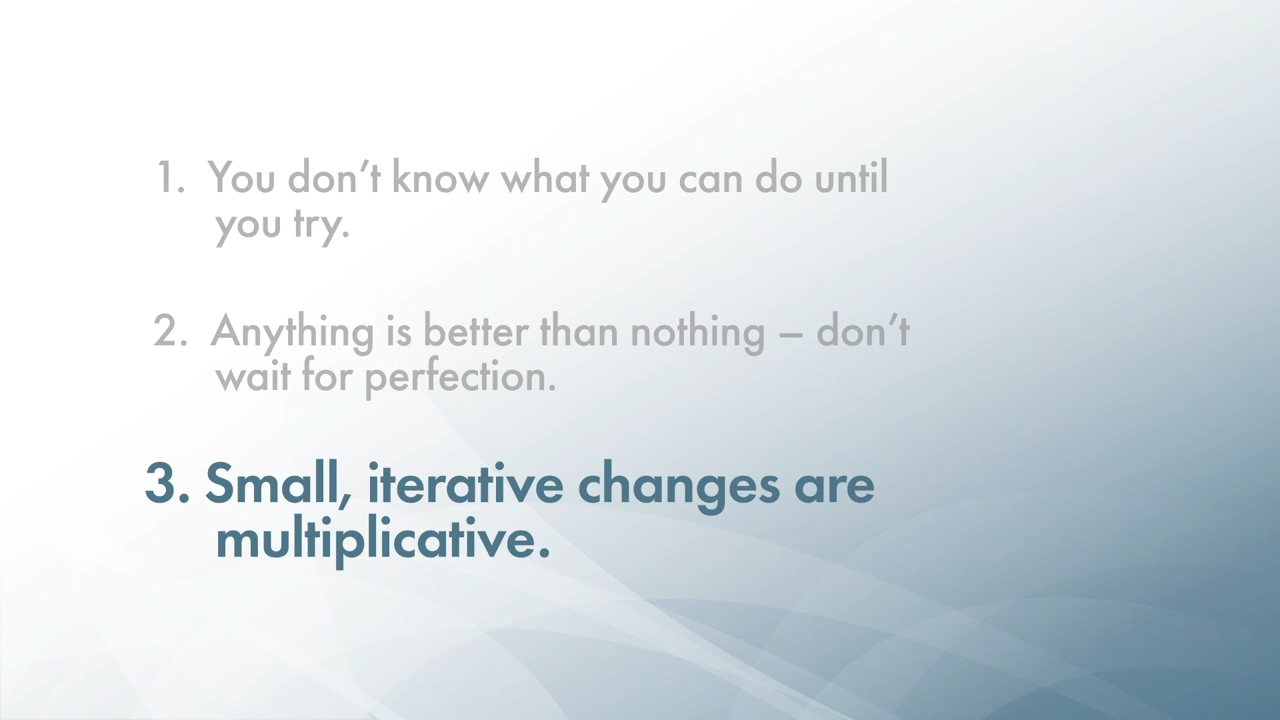 1. You don’t know what you can do until
you try.
2. Anything is better than nothing – don’t
wait for perfection.
3. Small, iterative changes are
multiplicative.